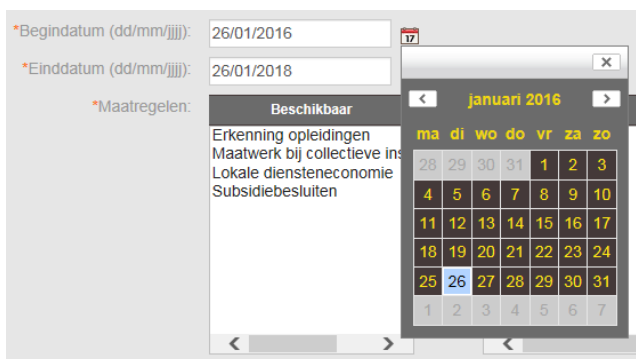 *Begindatum (dd/mm/jjjj): 26/01/2016 17
*Einddatum (dd/mm/jjjj): 26/01/2018
*Maatregelen:
Beschikbaar
Erkenning opleidingen
Maatwerk bij collectieve ins
Lokale diensteneconomie
Subsidiebesluiten
januari 2016
ma di wo do vr za zo
28 29 30 31 1 2 3
4 5 6 7 8 9 10
11 12 13 14 15 16 17
18 19 20 21 22 23 24
25 26 27 28 29 30 31
1 2 3 4 5 6 7